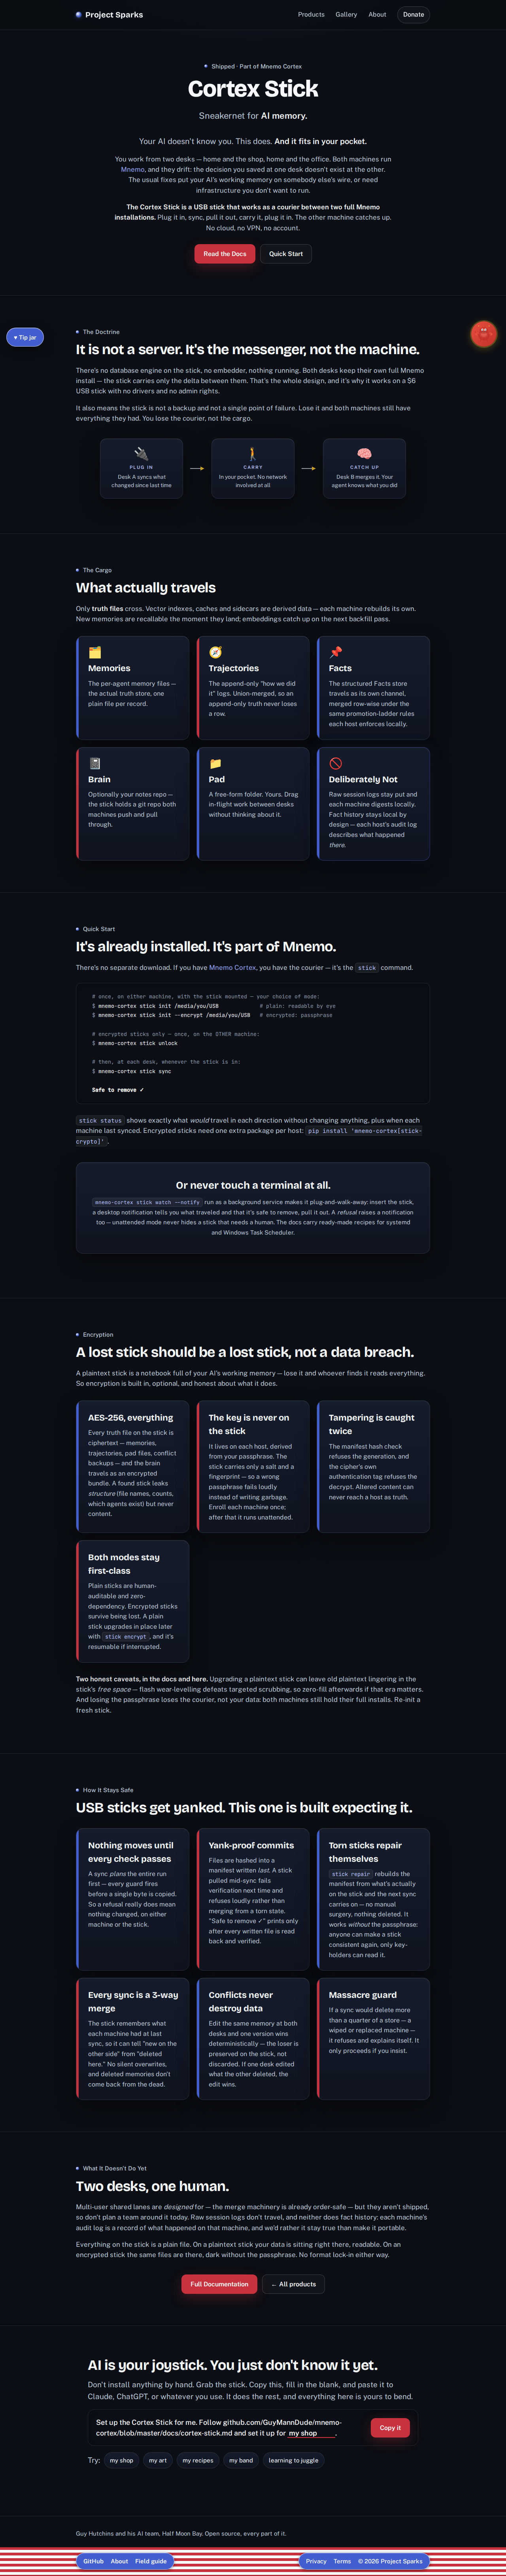 Project Sparks
Products
Gallery
About
Donate
Shipped · Part of Mnemo Cortex
Cortex Stick
Sneakernet for AI memory.
Your AI doesn't know you. This does. And it fits in your pocket.
You work from two desks — home and the shop, home and the office. Both machines run
Mnemo, and they drift: the decision you saved at one desk doesn't exist at the other.
The usual fixes put your AI's working memory on somebody else's wire, or need
infrastructure you don't want to run.
The Cortex Stick is a USB stick that works as a courier between two full Mnemo
installations. Plug it in, sync, pull it out, carry it, plug it in. The other machine catches up.
No cloud, no VPN, no account.
Read the Docs
Quick Start
♥ Tip jar
The Doctrine
It is not a server. It's the messenger, not the machine.
There's no database engine on the stick, no embedder, nothing running. Both desks keep their own full Mnemo
install — the stick carries only the delta between them. That's the whole design, and it's why it works on a $6
USB stick with no drivers and no admin rights.
It also means the stick is not a backup and not a single point of failure. Lose it and both machines still have
everything they had. You lose the courier, not the cargo.
PLUG IN
Desk A syncs what
changed since last time
CARRY
In your pocket. No network
involved at all
CATCH UP
Desk B merges it. Your
agent knows what you did
The Cargo
What actually travels
Only truth files cross. Vector indexes, caches and sidecars are derived data — each machine rebuilds its own.
New memories are recallable the moment they land; embeddings catch up on the next backfill pass.
Memories
The per-agent memory files —
the actual truth store, one
plain file per record.
Trajectories
The append-only "how we did
it" logs. Union-merged, so an
append-only truth never loses
a row.
Facts
The structured Facts store
travels as its own channel,
merged row-wise under the
same promotion-ladder rules
each host enforces locally.
Brain
Optionally your notes repo —
the stick holds a git repo both
machines push and pull
through.
Pad
A free-form folder. Yours. Drag
in-flight work between desks
without thinking about it.
Deliberately Not
Raw session logs stay put and
each machine digests locally.
Fact history stays local by
design — each host's audit log
describes what happened
there.
Quick Start
It's already installed. It's part of Mnemo.
There's no separate download. If you have Mnemo Cortex, you have the courier — it's the stick command.
# once, on either machine, with the stick mounted — your choice of mode:
$ mnemo-cortex stick init /media/you/USB # plain: readable by eye
$ mnemo-cortex stick init --encrypt /media/you/USB # encrypted: passphrase
# encrypted sticks only — once, on the OTHER machine:
$ mnemo-cortex stick unlock
# then, at each desk, whenever the stick is in:
$ mnemo-cortex stick sync
Safe to remove ✓
stick status shows exactly what would travel in each direction without changing anything, plus when each
machine last synced. Encrypted sticks need one extra package per host: pip install 'mnemo-cortex[stick-
crypto]'.
Or never touch a terminal at all.
mnemo-cortex stick watch --notify run as a background service makes it plug-and-walk-away: insert the stick,
a desktop notification tells you what traveled and that it's safe to remove, pull it out. A refusal raises a notification
too — unattended mode never hides a stick that needs a human. The docs carry ready-made recipes for systemd
and Windows Task Scheduler.
Encryption
A lost stick should be a lost stick, not a data breach.
A plaintext stick is a notebook full of your AI's working memory — lose it and whoever finds it reads everything.
So encryption is built in, optional, and honest about what it does.
AES-256, everything
Every truth file on the stick is
ciphertext — memories,
trajectories, pad files, conflict
backups — and the brain
travels as an encrypted
bundle. A found stick leaks
structure (file names, counts,
which agents exist) but never
content.
The key is never on
the stick
It lives on each host, derived
from your passphrase. The
stick carries only a salt and a
fingerprint — so a wrong
passphrase fails loudly
instead of writing garbage.
Enroll each machine once;
after that it runs unattended.
Tampering is caught
twice
The manifest hash check
refuses the generation, and
the cipher's own
authentication tag refuses the
decrypt. Altered content can
never reach a host as truth.
Both modes stay
first-class
Plain sticks are human-
auditable and zero-
dependency. Encrypted sticks
survive being lost. A plain
stick upgrades in place later
with stick encrypt, and it's
resumable if interrupted.
Two honest caveats, in the docs and here. Upgrading a plaintext stick can leave old plaintext lingering in the
stick's free space — flash wear-levelling defeats targeted scrubbing, so zero-fill afterwards if that era matters.
And losing the passphrase loses the courier, not your data: both machines still hold their full installs. Re-init a
fresh stick.
How It Stays Safe
USB sticks get yanked. This one is built expecting it.
Nothing moves until
every check passes
A sync plans the entire run
first — every guard fires
before a single byte is copied.
So a refusal really does mean
nothing changed, on either
machine or the stick.
Yank-proof commits
Files are hashed into a
manifest written last. A stick
pulled mid-sync fails
verification next time and
refuses loudly rather than
merging from a torn state.
"Safe to remove ✓" prints only
after every written file is read
back and verified.
Torn sticks repair
themselves
stick repair rebuilds the
manifest from what's actually
on the stick and the next sync
carries on — no manual
surgery, nothing deleted. It
works without the passphrase:
anyone can make a stick
consistent again, only key-
holders can read it.
Every sync is a 3-way
merge
The stick remembers what
each machine had at last
sync, so it can tell "new on the
other side" from "deleted
here." No silent overwrites,
and deleted memories don't
come back from the dead.
Conflicts never
destroy data
Edit the same memory at both
desks and one version wins
deterministically — the loser is
preserved on the stick, not
discarded. If one desk edited
what the other deleted, the
edit wins.
Massacre guard
If a sync would delete more
than a quarter of a store — a
wiped or replaced machine —
it refuses and explains itself. It
only proceeds if you insist.
What It Doesn't Do Yet
Two desks, one human.
Multi-user shared lanes are designed for — the merge machinery is already order-safe — but they aren't shipped,
so don't plan a team around it today. Raw session logs don't travel, and neither does fact history: each machine's
audit log is a record of what happened on that machine, and we'd rather it stay true than make it portable.
Everything on the stick is a plain file. On a plaintext stick your data is sitting right there, readable. On an
encrypted stick the same files are there, dark without the passphrase. No format lock-in either way.
Full Documentation
← All products
AI is your joystick. You just don't know it yet.
Don't install anything by hand. Grab the stick. Copy this, fill in the blank, and paste it to
Claude, ChatGPT, or whatever you use. It does the rest, and everything here is yours to bend.
Set up the Cortex Stick for me. Follow github.com/GuyMannDude/mnemo-
cortex/blob/master/docs/cortex-stick.md and set it up for my shop.
Copy it
Try:
my shop
my art
my recipes
my band
learning to juggle
Guy Hutchins and his AI team, Half Moon Bay. Open source, every part of it.
GitHub
About
Field guide
Privacy
Terms
© 2026 Project Sparks